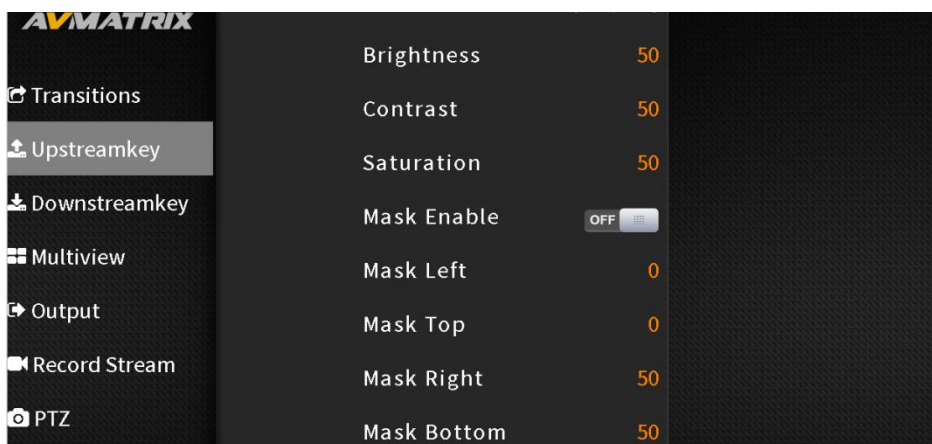 AVMATRIX
Transitions
Upstreamkey
Downstreamkey
Multiview
Output
Record Stream
PTZ
Brightness 50
Contrast 50
Saturation 50
Mask Enable OFF
Mask Left 0
Mask Top 0
Mask Right 50
Mask Bottom 50